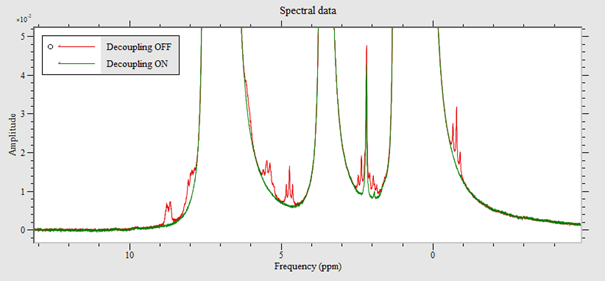 Spectral data
×10⁻²
Decoupling OFF
Decoupling ON
5
4
3
2
1
0
Amplitude
10
5
0
Frequency (ppm)